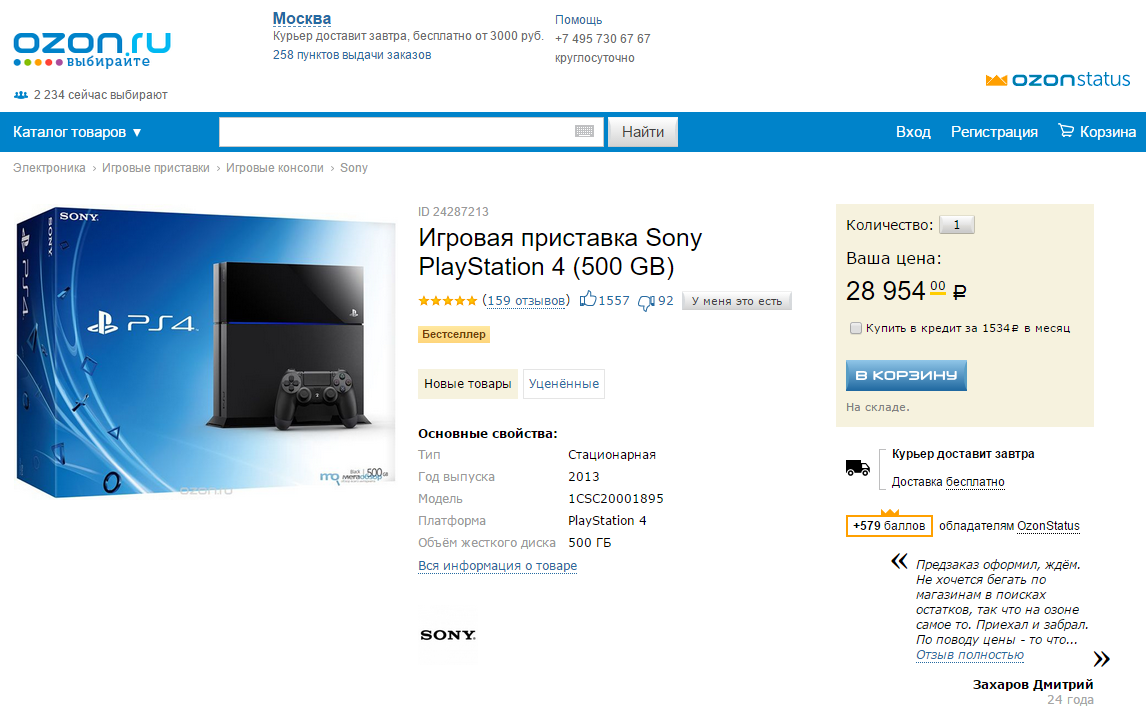 ozon.ru
выбирайте
Москва
Курьер доставит завтра, бесплатно от 3000 руб.
258 пунктов выдачи заказов
Помощь
+7 495 730 67 67
круглосуточно
2 234 сейчас выбирают
ozonstatus
Каталог товаров ▼
Найти
Вход Регистрация Корзина
Электроника › Игровые приставки › Игровые консоли › Sony
SONY
SONY
PS4
PS4
Black 500GB
мегаобзор
ozon.ru
ID 24287213
Игровая приставка Sony
PlayStation 4 (500 GB)
(159 отзывов) 1557 92 У меня это есть
Бестселлер
Новые товары Уценённые
Основные свойства:
Тип Стационарная
Год выпуска 2013
Модель 1CSC20001895
Платформа PlayStation 4
Объём жесткого диска 500 ГБ
Вся информация о товаре
SONY
Количество: 1
Ваша цена:
28 954 00 ₽
Купить в кредит за 1534₽ в месяц
В КОРЗИНУ
На складе.
Курьер доставит завтра
Доставка бесплатно
+579 баллов обладателям OzonStatus
« Предзаказ оформил, ждём.
Не хочется бегать по
магазинам в поисках
остатков, так что на озоне
самое то. Приехал и забрал.
По поводу цены - то что...
Отзыв полностью »
Захаров Дмитрий
24 года